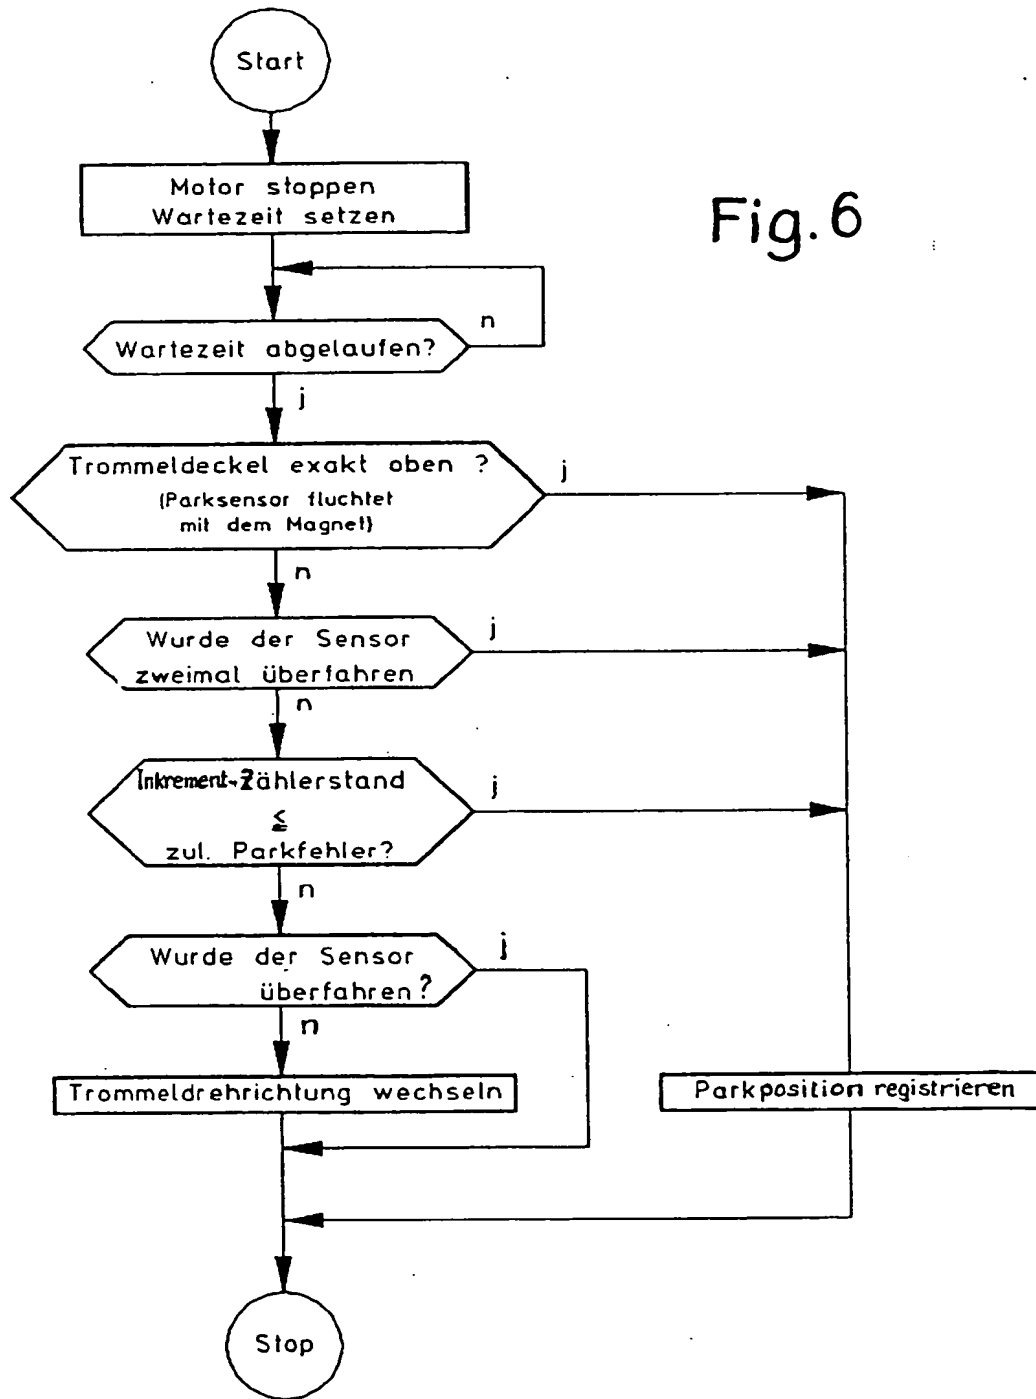 Start
Motor stoppen
Wartezeit setzen
Fig. 6
n
Wartezeit abgelaufen?
j
Trommeldeckel exakt oben ?
(Parksensor fluchtet
mit dem Magnet)
j
n
Wurde der Sensor
zweimal überfahren
j
n
Inkrement-Zählerstand
≦
zul. Parkfehler?
j
n
Wurde der Sensor
überfahren?
j
n
Trommeldrehrichtung wechseln
Parkposition registrieren
Stop